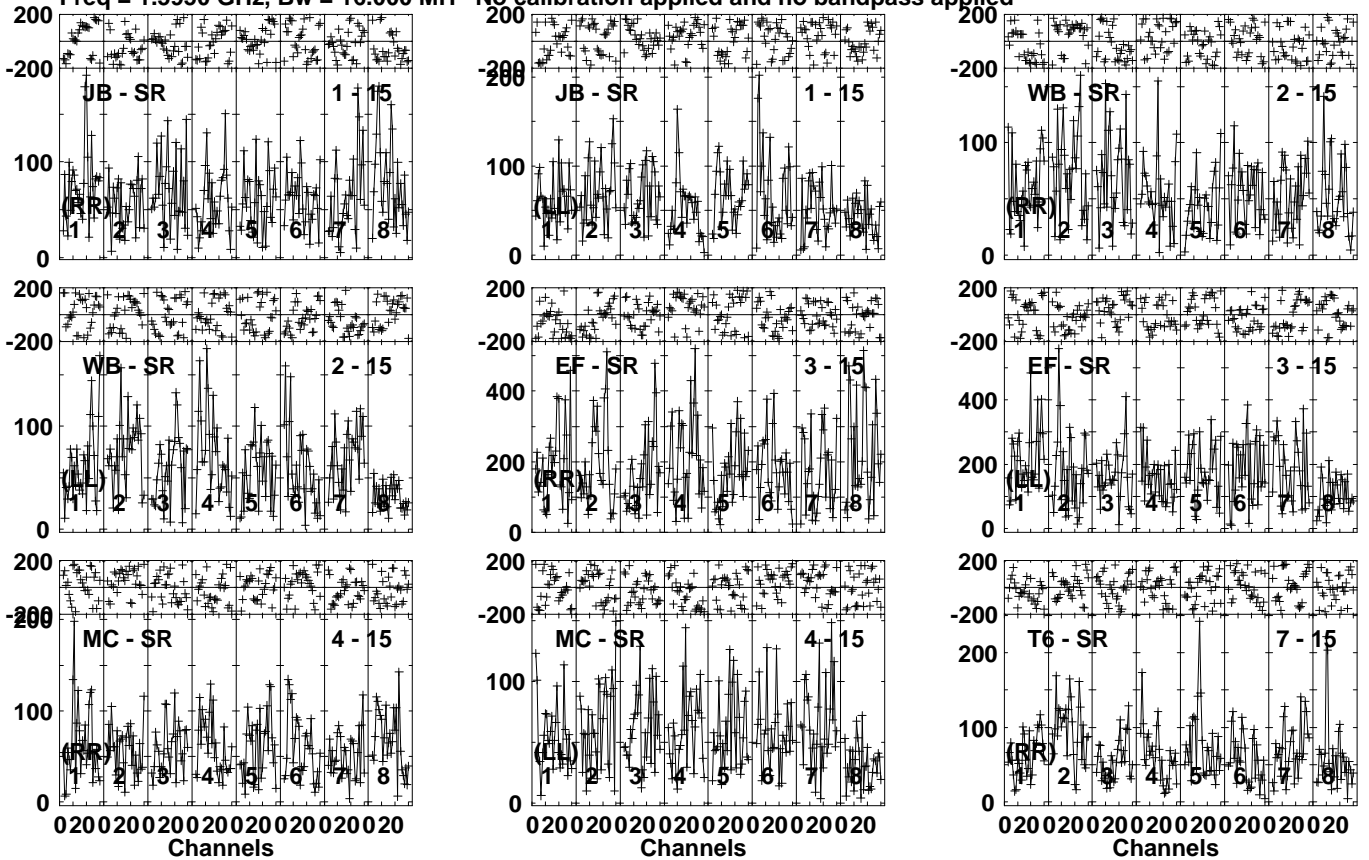 Freq = 1.5950 GHz, Bw = 16.000 MH No calibration applied and no bandpass applied
200 200 200
-200 -200 -200
200
JB - SR 1 - 15 JB - SR 1 - 15 WB - SR 2 - 15
100 100 100
(RR) (LL) (RR)
1 2 3 4 5 6 7 8 1 2 3 4 5 6 7 8 1 2 3 4 5 6 7 8
0 0 0
200 200 200
-200 -200 -200
WB - SR 2 - 15 EF - SR 3 - 15 EF - SR 3 - 15
400 400
100
200 200
(LL) (RR) (LL)
1 2 3 4 5 6 7 8 1 2 3 4 5 6 7 8 1 2 3 4 5 6 7 8
0 0 0
200 200 200
-200 -200 -200
200
MC - SR 4 - 15 MC - SR 4 - 15 T6 - SR 7 - 15
200
100 100 100
(RR) (LL) (RR)
1 2 3 4 5 6 7 8 1 2 3 4 5 6 7 8 1 2 3 4 5 6 7 8
0 0 0
0 20 0 20 0 20 0 20 0 20 0 20 0 20 0 20 0 20 0 20 0 20 0 20 0 20 0 20 0 20 0 20 0 20 0 20 0 20 0 20 0 20 0 20 0 20 0 20
Channels Channels Channels